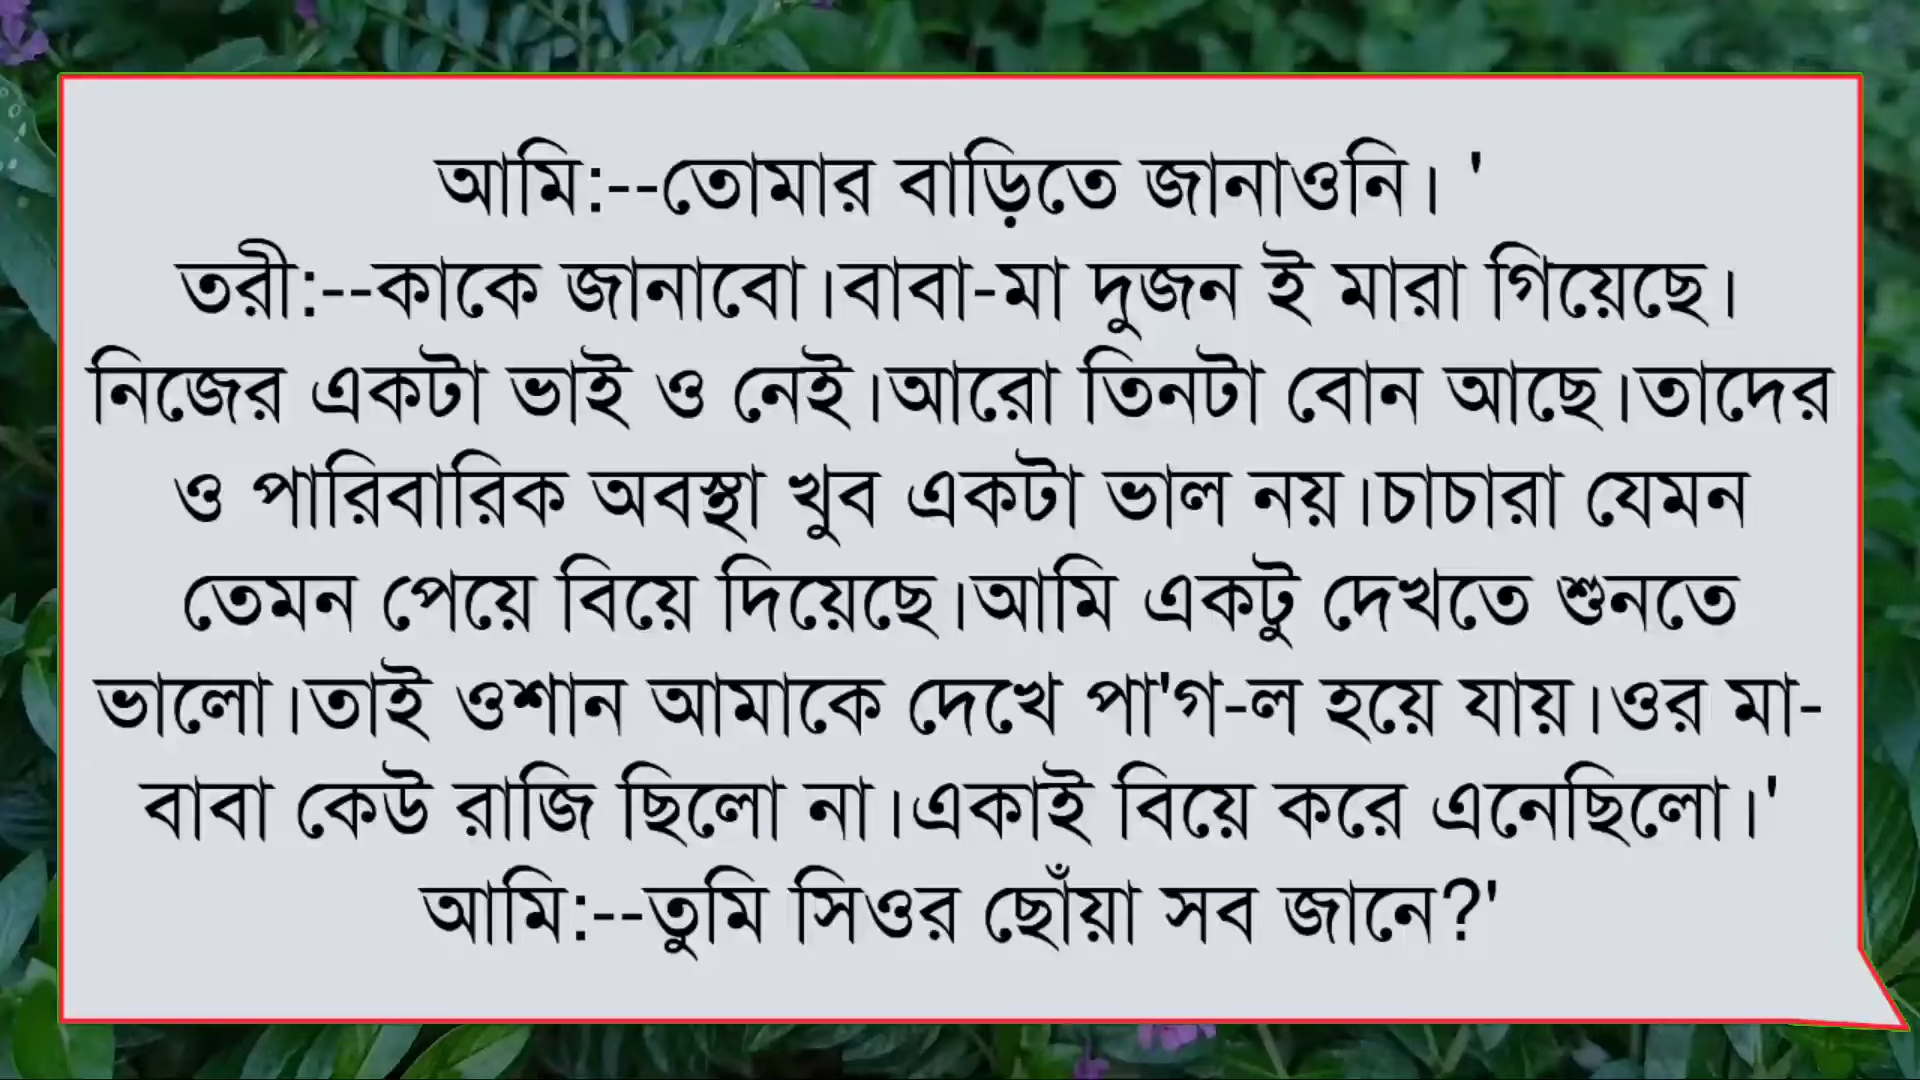 আমি:--তোমার বাড়িতে জানাওনি। '
তরী:--কাকে জানাবো।বাবা-মা দুজন ই মারা গিয়েছে।
নিজের একটা ভাই ও নেই।আরো তিনটা বোন আছে।তাদের
ও পারিবারিক অবস্থা খুব একটা ভাল নয়।চাচারা যেমন
তেমন পেয়ে বিয়ে দিয়েছে।আমি একটু দেখতে শুনতে
ভালো।তাই ওশান আমাকে দেখে পা'গ-ল হয়ে যায়।ওর মা-
বাবা কেউ রাজি ছিলো না।একাই বিয়ে করে এনেছিলো।'
আমি:--তুমি সিওর ছোঁয়া সব জানে?'